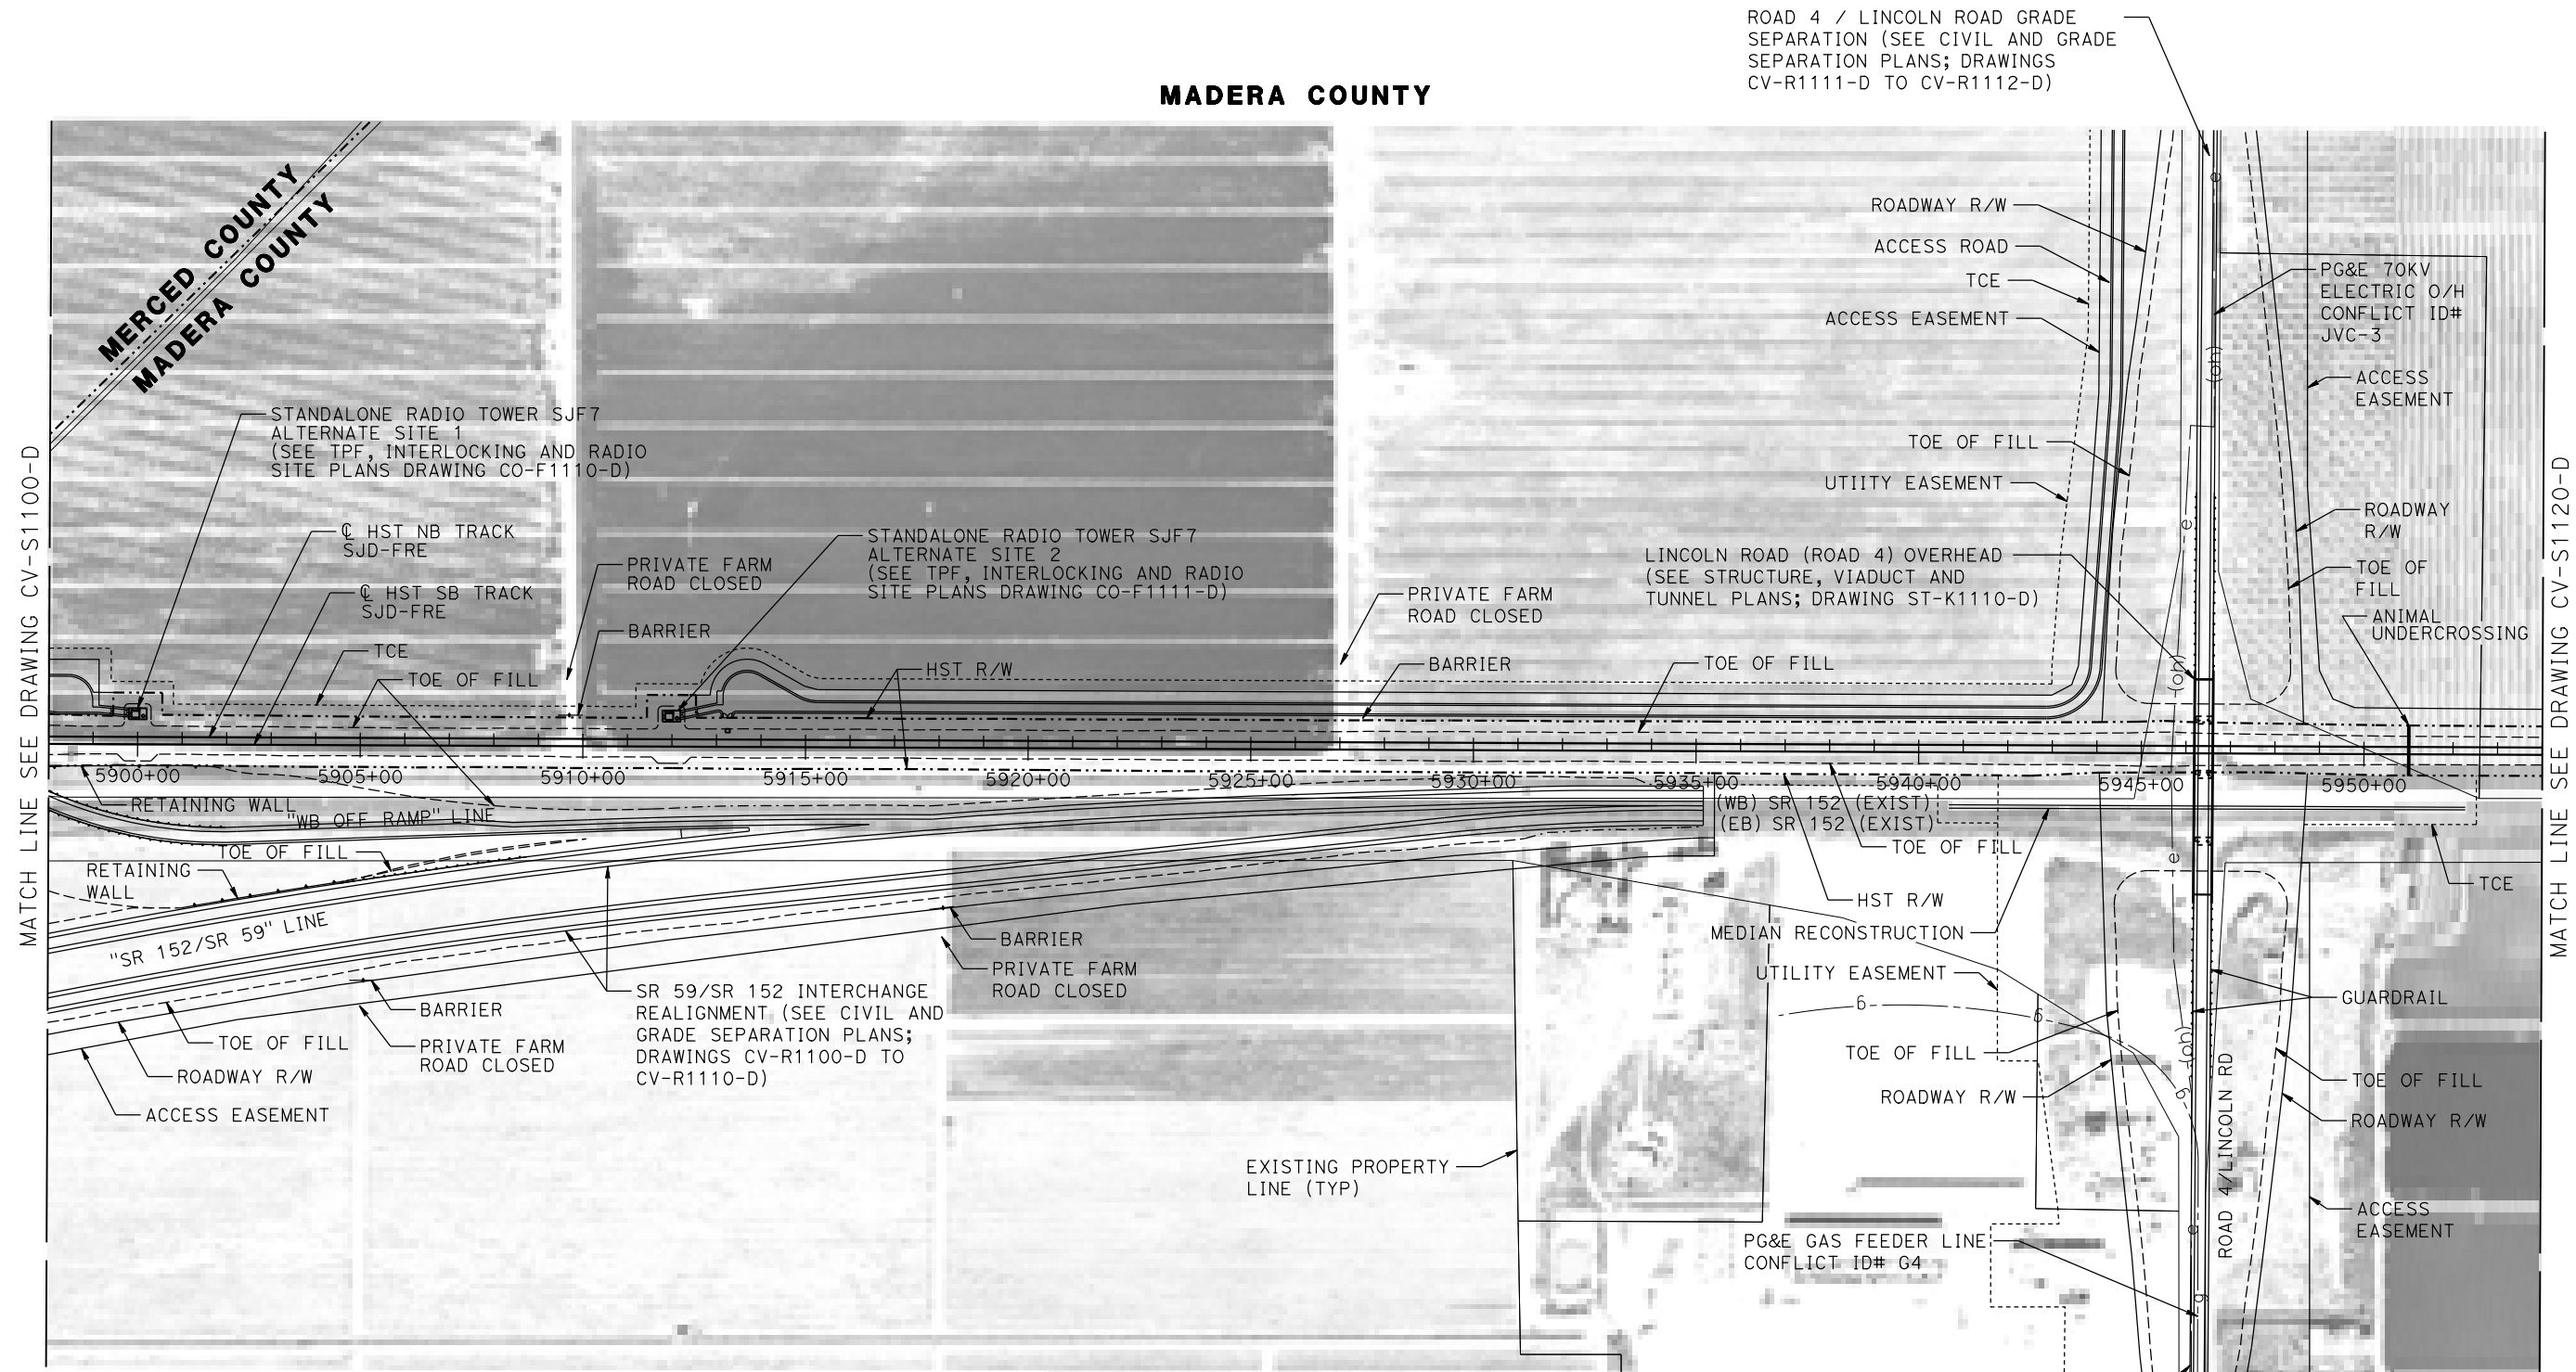 ROAD 4 / LINCOLN ROAD GRADE
SEPARATION (SEE CIVIL AND GRADE
SEPARATION PLANS; DRAWINGS
CV-R1111-D TO CV-R1112-D)
MADERA COUNTY
MERCED COUNTY
MADERA COUNTY
ROADWAY R/W
ACCESS ROAD
TCE
ACCESS EASEMENT
e
PG&E 70KV
ELECTRIC O/H
CONFLICT ID#
JVC-3
(oh)
ACCESS
EASEMENT
STANDALONE RADIO TOWER SJF7
ALTERNATE SITE 1
(SEE TPF, INTERLOCKING AND RADIO
SITE PLANS DRAWING CO-F1110-D)
TOE OF FILL
UTIITY EASEMENT
ROADWAY
R/W
e
MATCH LINE SEE DRAWING CV-S1100-D
MATCH LINE SEE DRAWING CV-S1120-D
℄ HST NB TRACK
SJD-FRE
℄ HST SB TRACK
SJD-FRE
PRIVATE FARM
ROAD CLOSED
STANDALONE RADIO TOWER SJF7
ALTERNATE SITE 2
(SEE TPF, INTERLOCKING AND RADIO
SITE PLANS DRAWING CO-F1111-D)
PRIVATE FARM
ROAD CLOSED
LINCOLN ROAD (ROAD 4) OVERHEAD
(SEE STRUCTURE, VIADUCT AND
TUNNEL PLANS; DRAWING ST-K1110-D)
TOE OF
FILL
ANIMAL
UNDERCROSSING
BARRIER
TCE
TOE OF FILL
HST R/W
BARRIER
TOE OF FILL
(oh)
5900+00
5905+00
5910+00
5915+00
5920+00
5925+00
5930+00
5935+00
5940+00
5945+00
5950+00
RETAINING WALL
"WB OFF RAMP" LINE
(WB) SR 152 (EXIST)
(EB) SR 152 (EXIST)
TOE OF FILL
TOE OF FILL
e
RETAINING
WALL
TCE
HST R/W
"SR 152/SR 59" LINE
BARRIER
MEDIAN RECONSTRUCTION
PRIVATE FARM
ROAD CLOSED
UTILITY EASEMENT
SR 59/SR 152 INTERCHANGE
REALIGNMENT (SEE CIVIL AND
GRADE SEPARATION PLANS;
DRAWINGS CV-R1100-D TO
CV-R1110-D)
BARRIER
GUARDRAIL
g
g
g
(oh)
TOE OF FILL
PRIVATE FARM
ROAD CLOSED
TOE OF FILL
ROADWAY R/W
ROADWAY R/W
TOE OF FILL
ROADWAY R/W
ACCESS EASEMENT
ROAD 4/LINCOLN RD
EXISTING PROPERTY
LINE (TYP)
ACCESS
EASEMENT
e
PG&E GAS FEEDER LINE
CONFLICT ID# G4
g